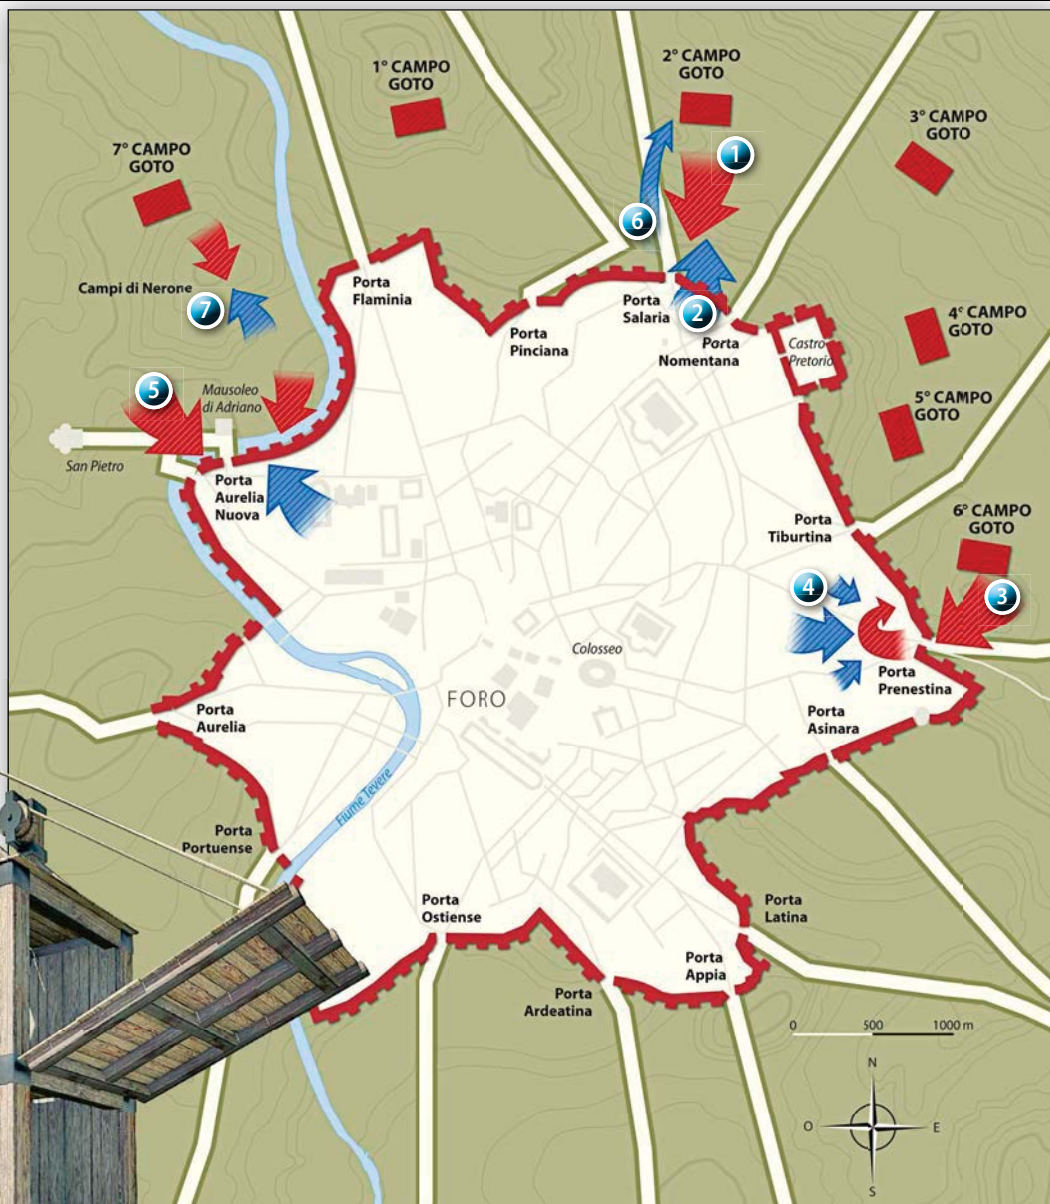 1° CAMPO
GOTO
2° CAMPO
GOTO
3° CAMPO
GOTO
7° CAMPO
GOTO
1
6
Campi di Nerone
7
Porta
Flaminia
Porta
Salaria
2
Porta
Pinciana
Porta
Nomentana
Castro
Pretorio
4° CAMPO
GOTO
5° CAMPO
GOTO
5
Mausoleo
di Adriano
San Pietro
Porta
Aurelia
Nuova
Porta
Tiburtina
6° CAMPO
GOTO
4
3
Colosseo
FORO
Porta
Prenestina
Porta
Asinara
Porta
Aurelia
Fiume Tevere
Porta
Portuense
Porta
Ostiense
Porta
Latina
Porta
Appia
Porta
Ardeatina
0 500 1000 m
N
O E
S